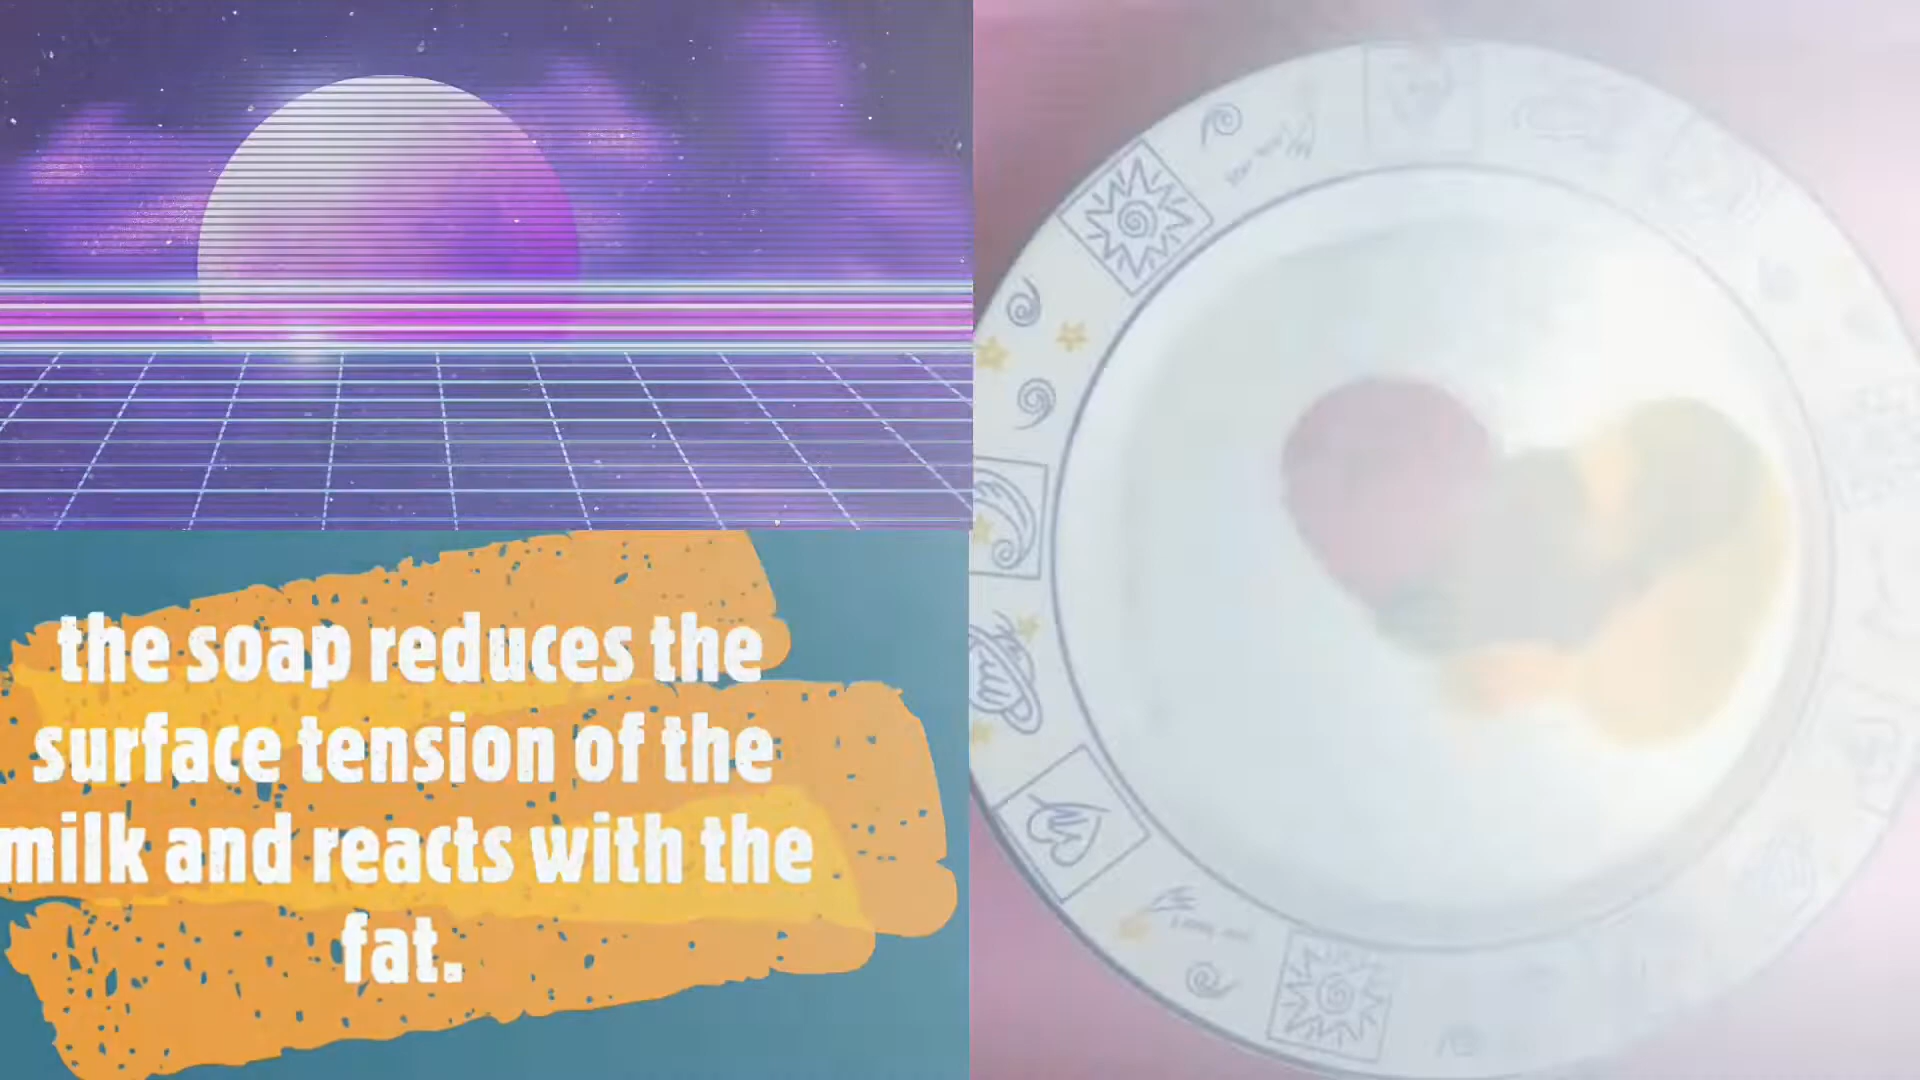 the soap reduces the
surface tension of the
milk and reacts with the
fat.